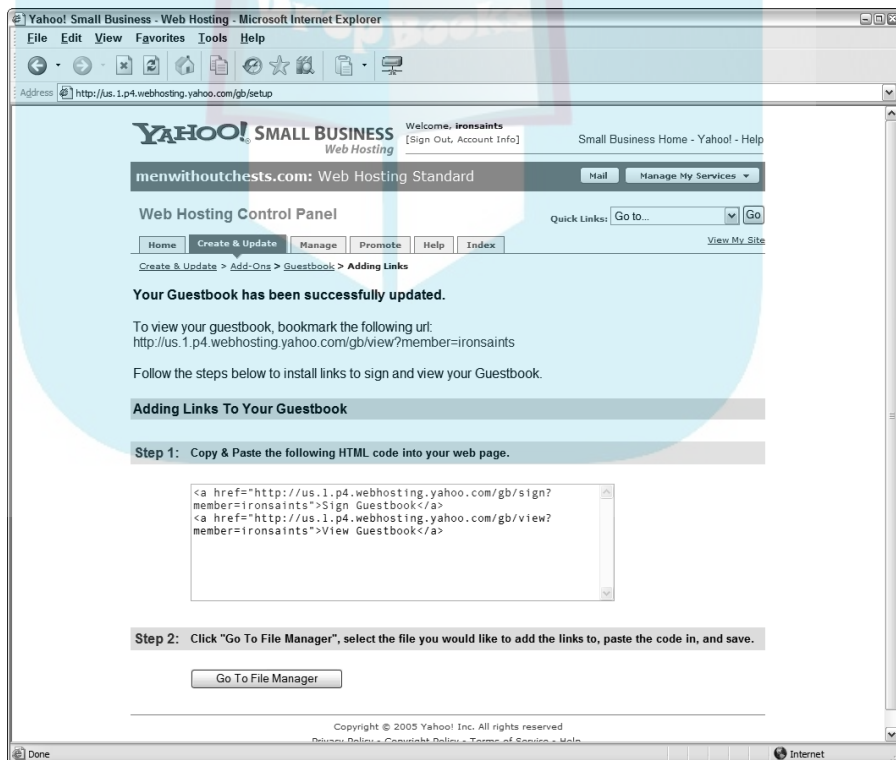 Drop Books
Yahoo! Small Business - Web Hosting - Microsoft Internet Explorer
File Edit View Favorites Tools Help
Address http://us.1.p4.webhosting.yahoo.com/gb/setup
YAHOO! SMALL BUSINESS
Web Hosting
Welcome, ironsaints
[Sign Out, Account Info]
Small Business Home - Yahoo! - Help
menwithoutchests.com: Web Hosting Standard
Mail
Manage My Services
Web Hosting Control Panel
Quick Links: Go to... Go
Home Create & Update Manage Promote Help Index
View My Site
Create & Update > Add-Ons > Guestbook > Adding Links
Your Guestbook has been successfully updated.
To view your guestbook, bookmark the following url:
http://us.1.p4.webhosting.yahoo.com/gb/view?member=ironsaints
Follow the steps below to install links to sign and view your Guestbook.
Adding Links To Your Guestbook
Step 1: Copy & Paste the following HTML code into your web page.
<a href="http://us.1.p4.webhosting.yahoo.com/gb/sign?
member=ironsaints">Sign Guestbook</a>
<a href="http://us.1.p4.webhosting.yahoo.com/gb/view?
member=ironsaints">View Guestbook</a>
Step 2: Click "Go To File Manager", select the file you would like to add the links to, paste the code in, and save.
Go To File Manager
Copyright © 2005 Yahoo! Inc. All rights reserved
Privacy Policy - Copyright Policy - Terms of Service - Help
Done
Internet